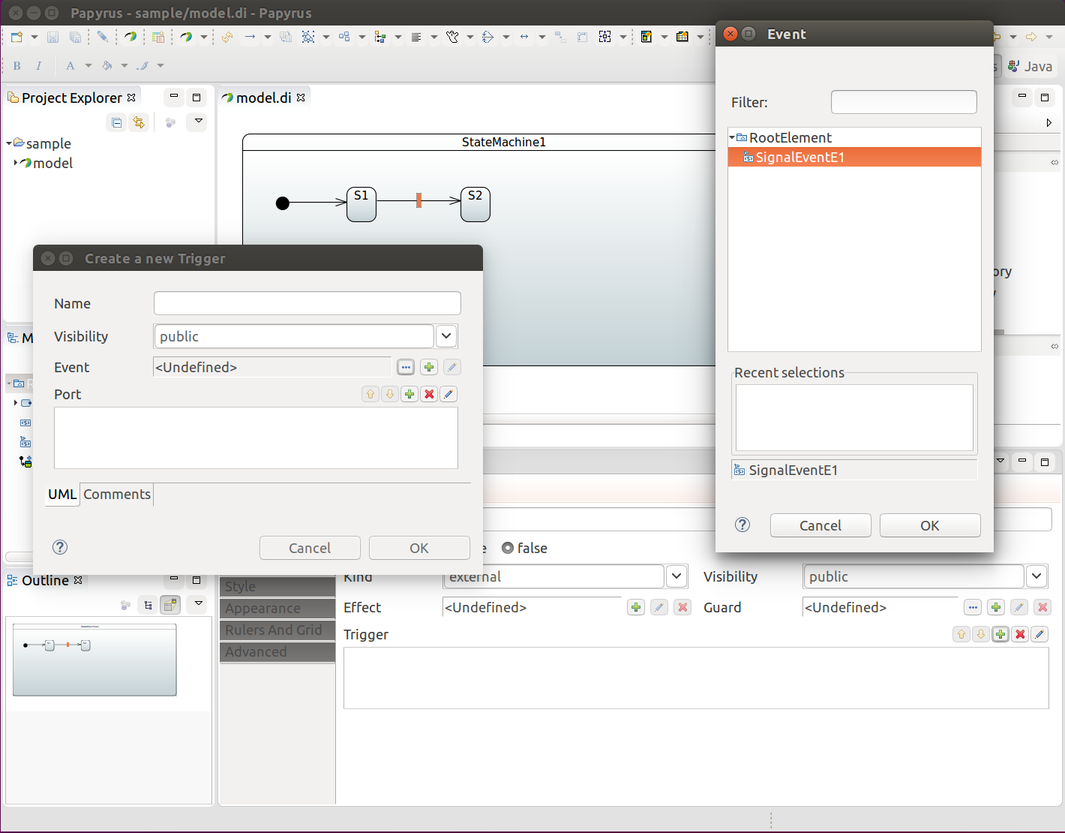 Papyrus - sample/model.di - Papyrus
B I A
Java
Project Explorer
model.di
sample
model
StateMachine1
S1
S2
Event
Filter:
RootElement
SignalEventE1
Recent selections
SignalEventE1
Cancel
OK
Create a new Trigger
Name
Visibility
public
Event
<Undefined>
Port
UML
Comments
Cancel
OK
ory
M
false
Kind
external
Visibility
public
Effect
<Undefined>
Guard
<Undefined>
Trigger
Outline
Style
Appearance
Rulers And Grid
Advanced